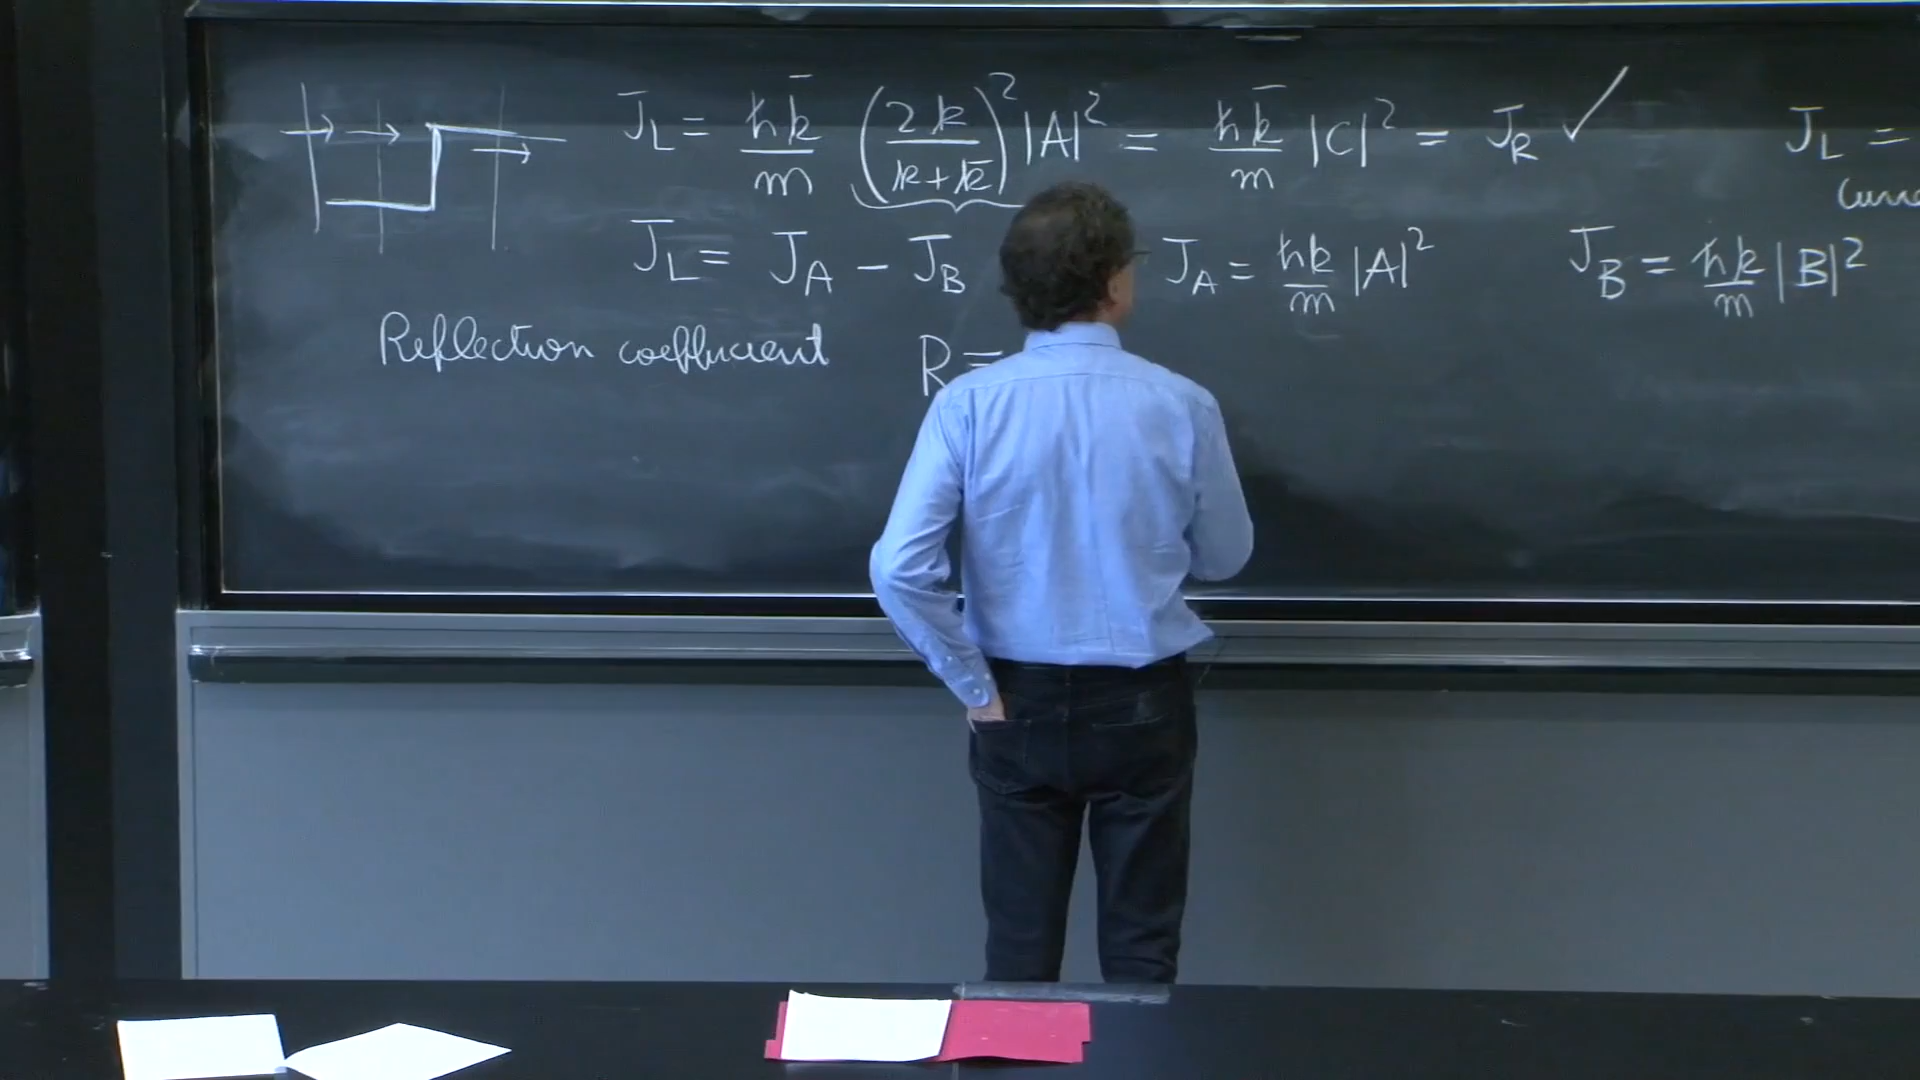 J_L = ħk̄/m (2k/(k+k̄))² |A|² = ħk̄/m |C|² = J_R ✓ J_L =
J_L = J_A − J_B J_A = ħk/m |A|² J_B = ħk/m |B|²
Reflection coefficient R ≡